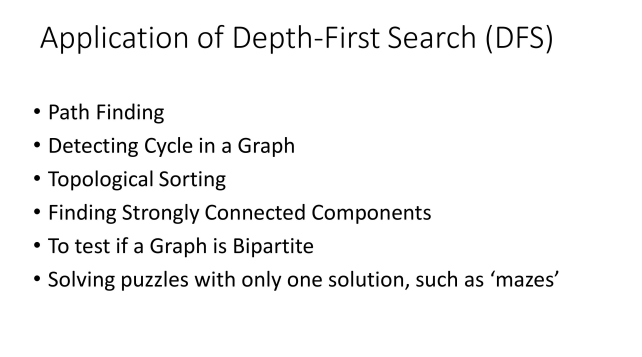 Application of Depth-First Search (DFS)
• Path Finding
• Detecting Cycle in a Graph
• Topological Sorting
• Finding Strongly Connected Components
• To test if a Graph is Bipartite
• Solving puzzles with only one solution, such as ‘mazes’